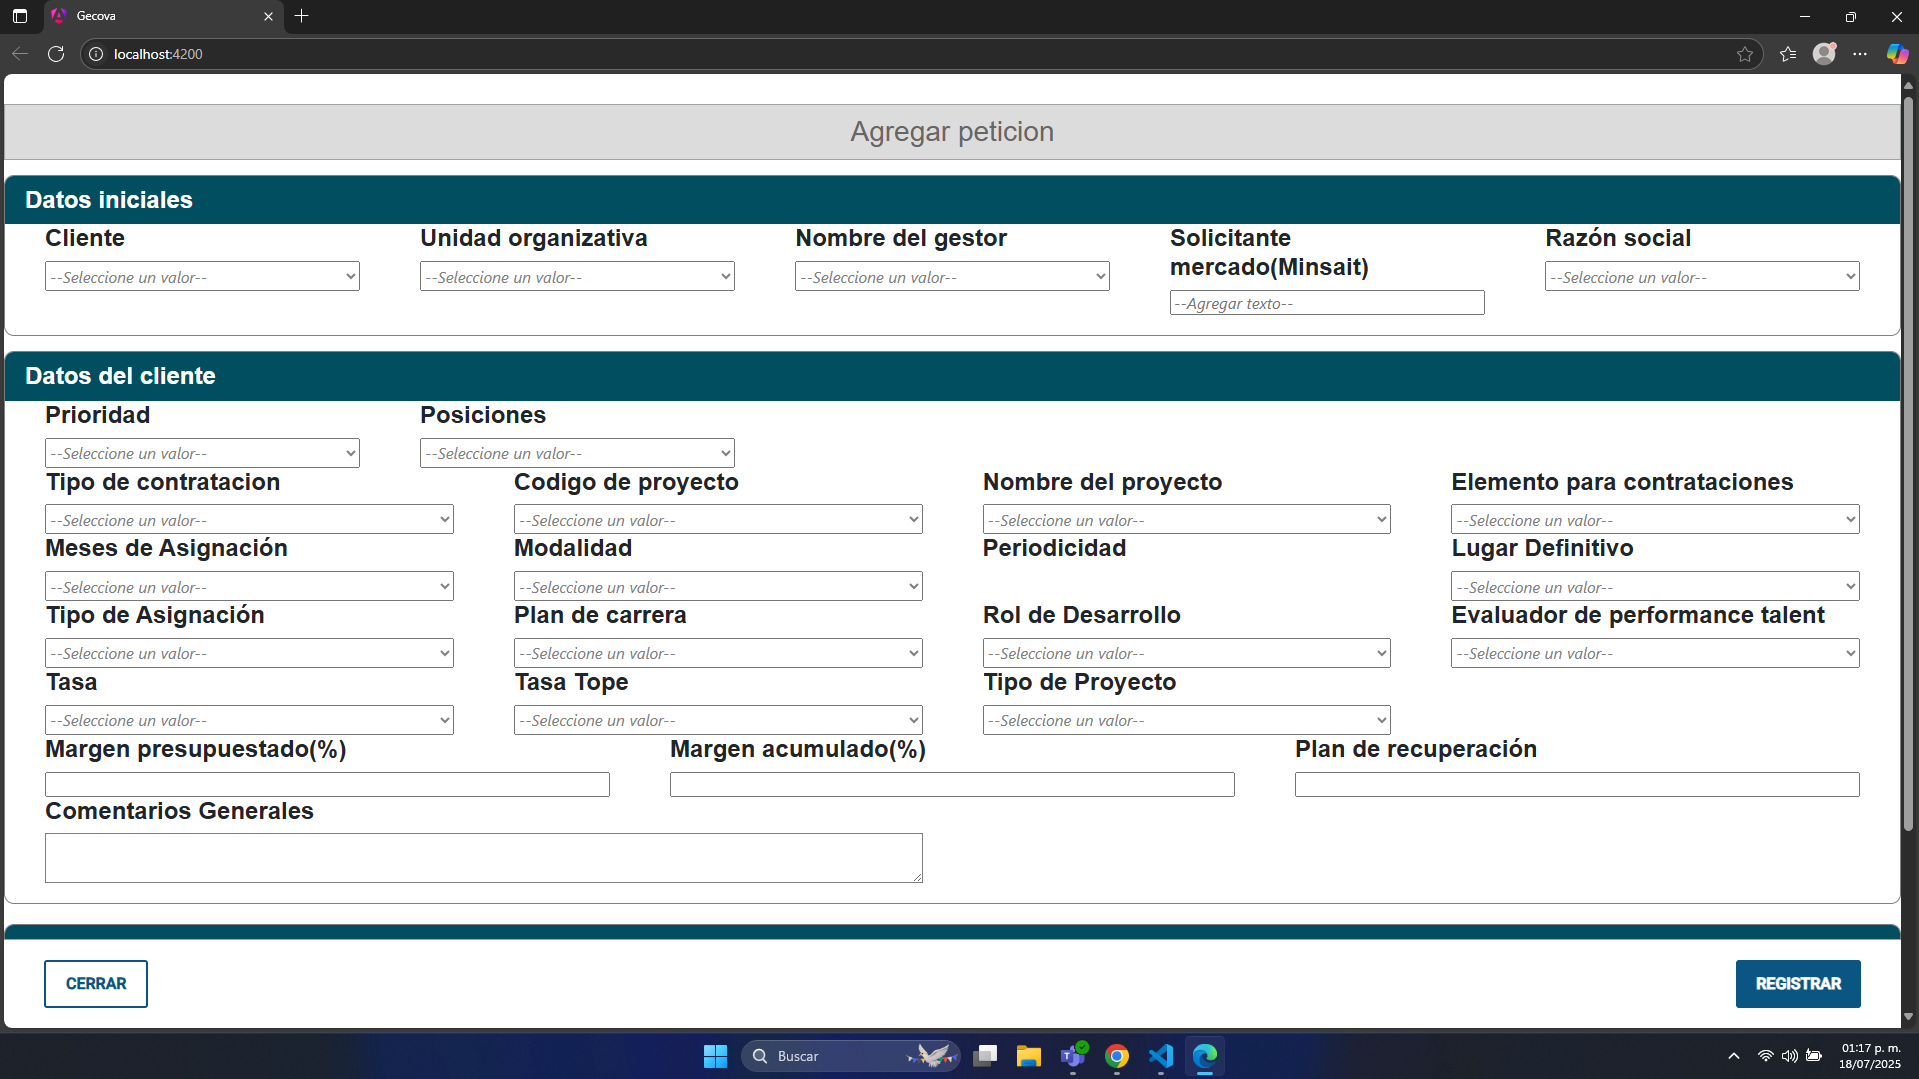 Gecova
localhost:4200
Agregar peticion
Datos iniciales
Cliente
Unidad organizativa
Nombre del gestor
Solicitante
mercado(Minsait)
Razón social
--Seleccione un valor--
--Seleccione un valor--
--Seleccione un valor--
--Agregar texto--
--Seleccione un valor--
Datos del cliente
Prioridad
Posiciones
--Seleccione un valor--
--Seleccione un valor--
Tipo de contratacion
Codigo de proyecto
Nombre del proyecto
Elemento para contrataciones
--Seleccione un valor--
--Seleccione un valor--
--Seleccione un valor--
--Seleccione un valor--
Meses de Asignación
Modalidad
Periodicidad
Lugar Definitivo
--Seleccione un valor--
--Seleccione un valor--
--Seleccione un valor--
Tipo de Asignación
Plan de carrera
Rol de Desarrollo
Evaluador de performance talent
--Seleccione un valor--
--Seleccione un valor--
--Seleccione un valor--
--Seleccione un valor--
Tasa
Tasa Tope
Tipo de Proyecto
--Seleccione un valor--
--Seleccione un valor--
--Seleccione un valor--
Margen presupuestado(%)
Margen acumulado(%)
Plan de recuperación
Comentarios Generales
CERRAR
REGISTRAR
Buscar
01:17 p. m.
18/07/2025